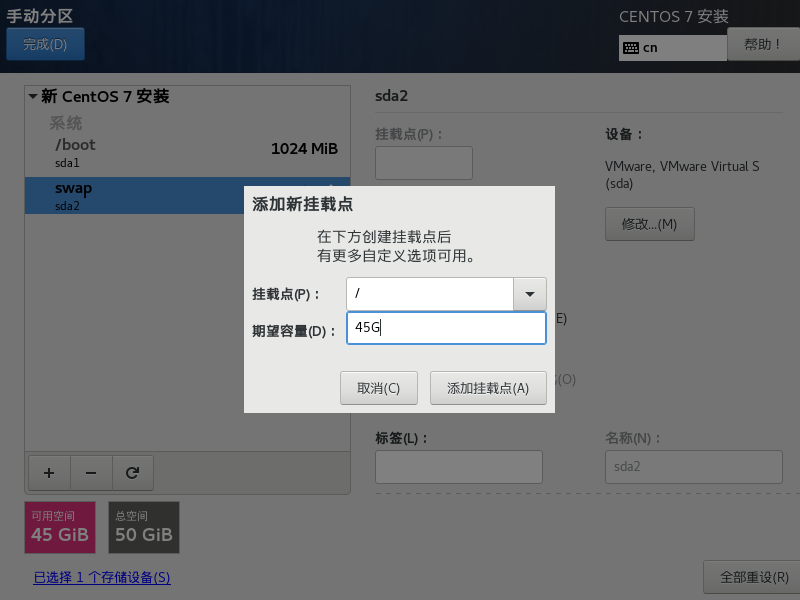 手动分区
CENTOS 7 安装
完成(D)
cn
帮助！
新 CentOS 7 安装
系统
/boot
1024 MiB
sda1
swap
sda2
sda2
挂载点(P)：
设备：
VMware, VMware Virtual S
(sda)
修改...(M)
添加新挂载点
在下方创建挂载点后
有更多自定义选项可用。
挂载点(P)：
/
期望容量(D)：
45G
取消(C)
添加挂载点(A)
E)
(O)
标签(L)：
名称(N)：
sda2
+
−
可用空间
45 GiB
总空间
50 GiB
已选择 1 个存储设备(S)
全部重设(R)